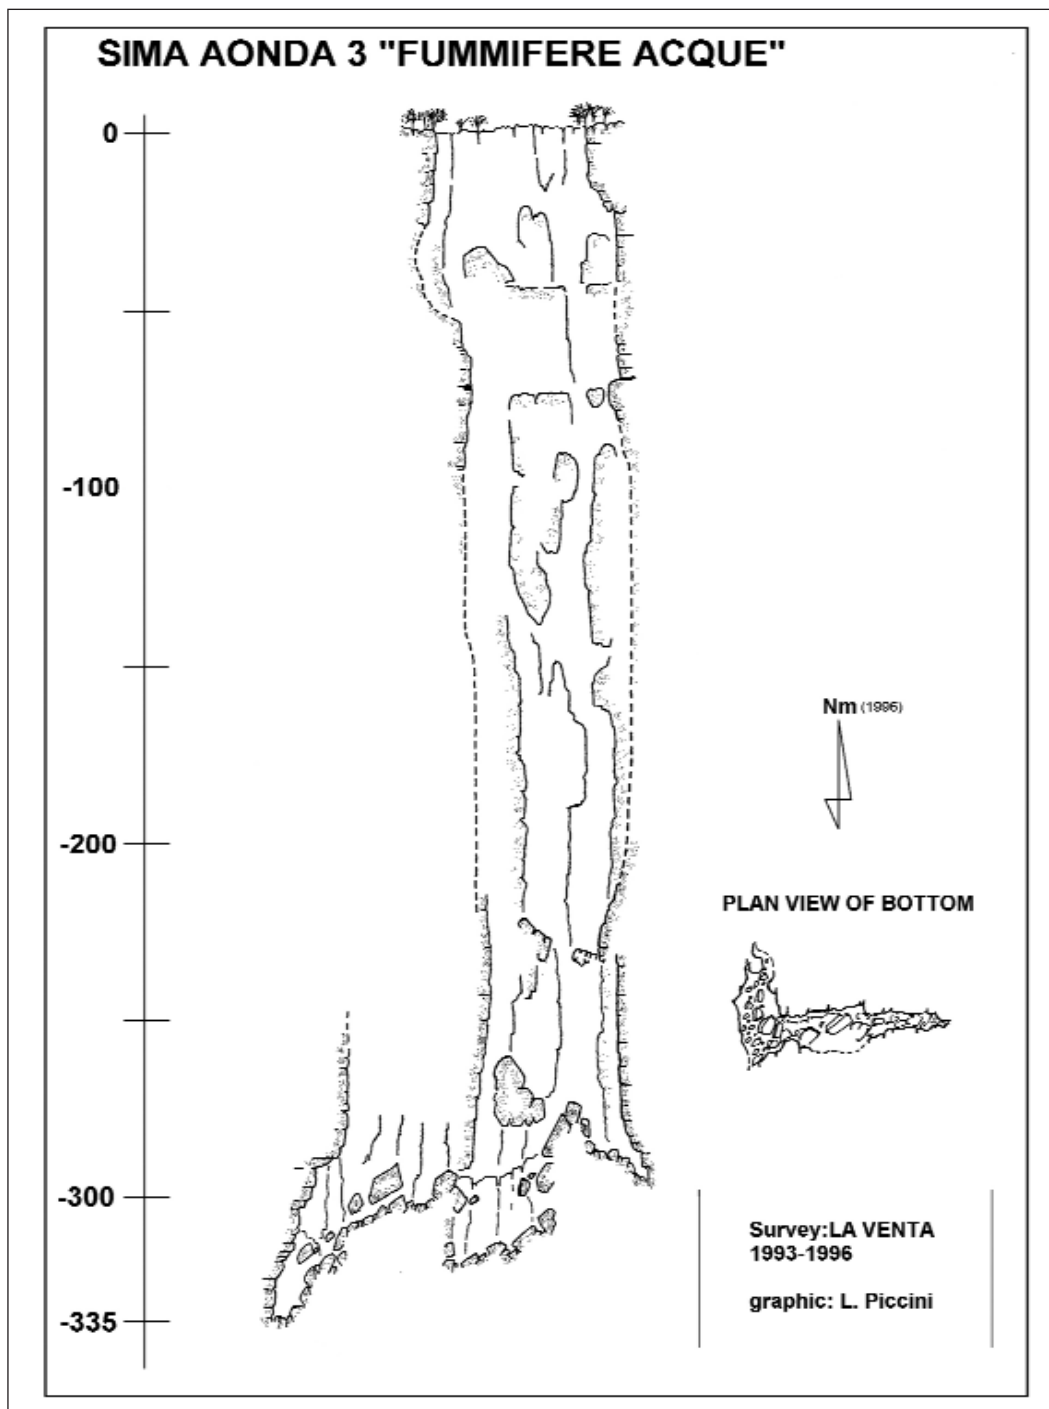 SIMA AONDA 3 "FUMMIFERE ACQUE"
0
-100
-200
-300
-335
Nm (1996)
PLAN VIEW OF BOTTOM
Survey:LA VENTA
1993-1996
graphic: L. Piccini